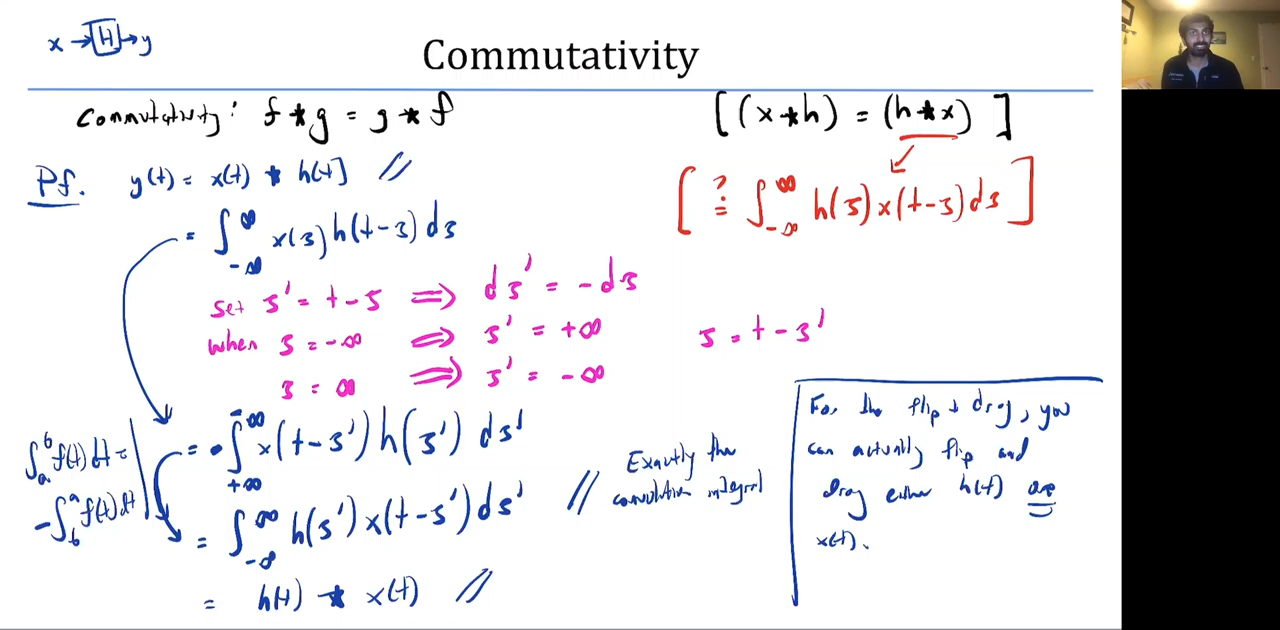 x → H → y
Commutativity
Commutativity: f ★ g = g ★ f
[(x★h) = (h★x)]
Pf. y(t) = x(t) ★ h(t) //
[ ?= ∫_{-∞}^{∞} h(s) x(t-s) ds ]
= ∫_{-∞}^{∞} x(s) h(t-s) ds
set s' = t-s ⟹ ds' = -ds
when s = -∞ ⟹ s' = +∞
s = t-s'
s = ∞ ⟹ s' = -∞
= -∫_{+∞}^{-∞} x(t-s') h(s') ds'
∫_a^b f(t)dt =
-∫_b^a f(t)dt
= ∫_{-∞}^{∞} h(s') x(t-s') ds'
// Exactly the
convolution integral
= h(t) ★ x(t) //
For the flip + drag, you
can actually flip and
drag either h(t) or
x(t).